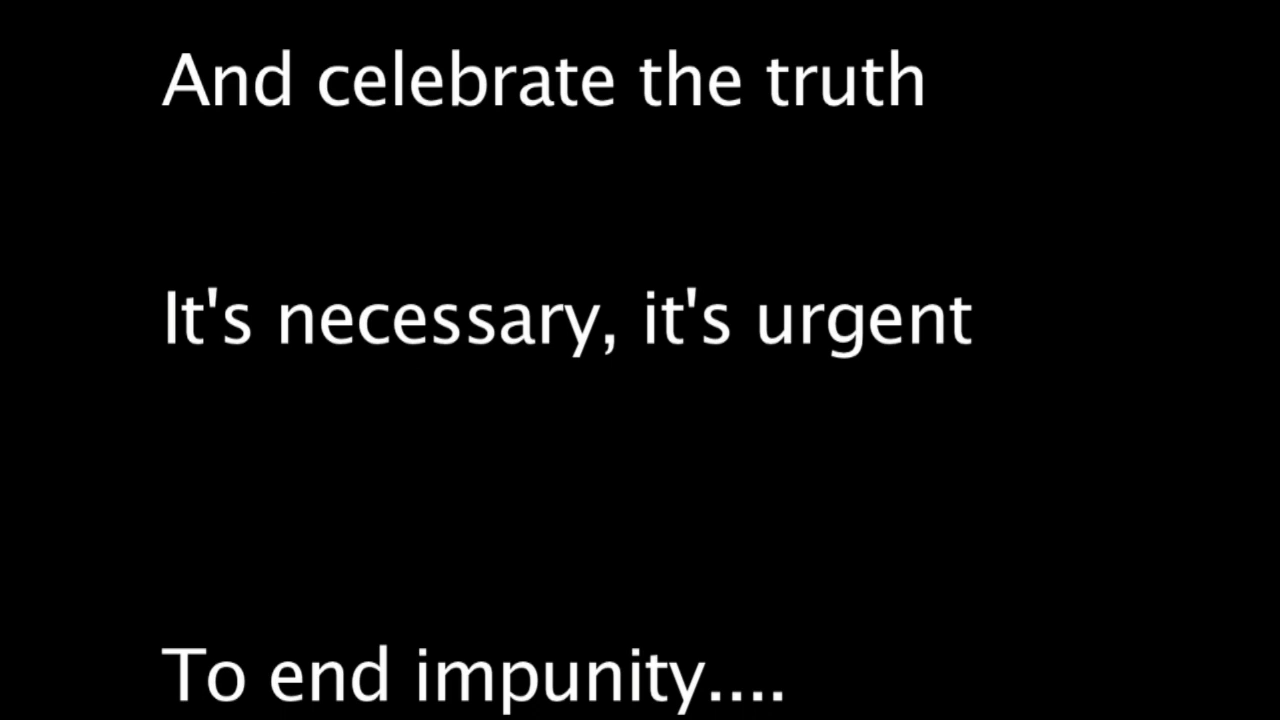 And celebrate the truth
It's necessary, it's urgent
To end impunity....